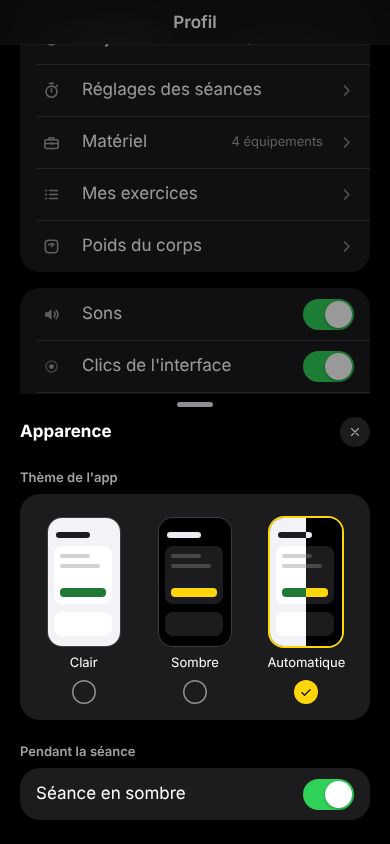 Profil
Réglages des séances
Matériel 4 équipements
Mes exercices
Poids du corps
Sons
Clics de l'interface
Apparence
Thème de l'app
Clair Sombre Automatique
Pendant la séance
Séance en sombre